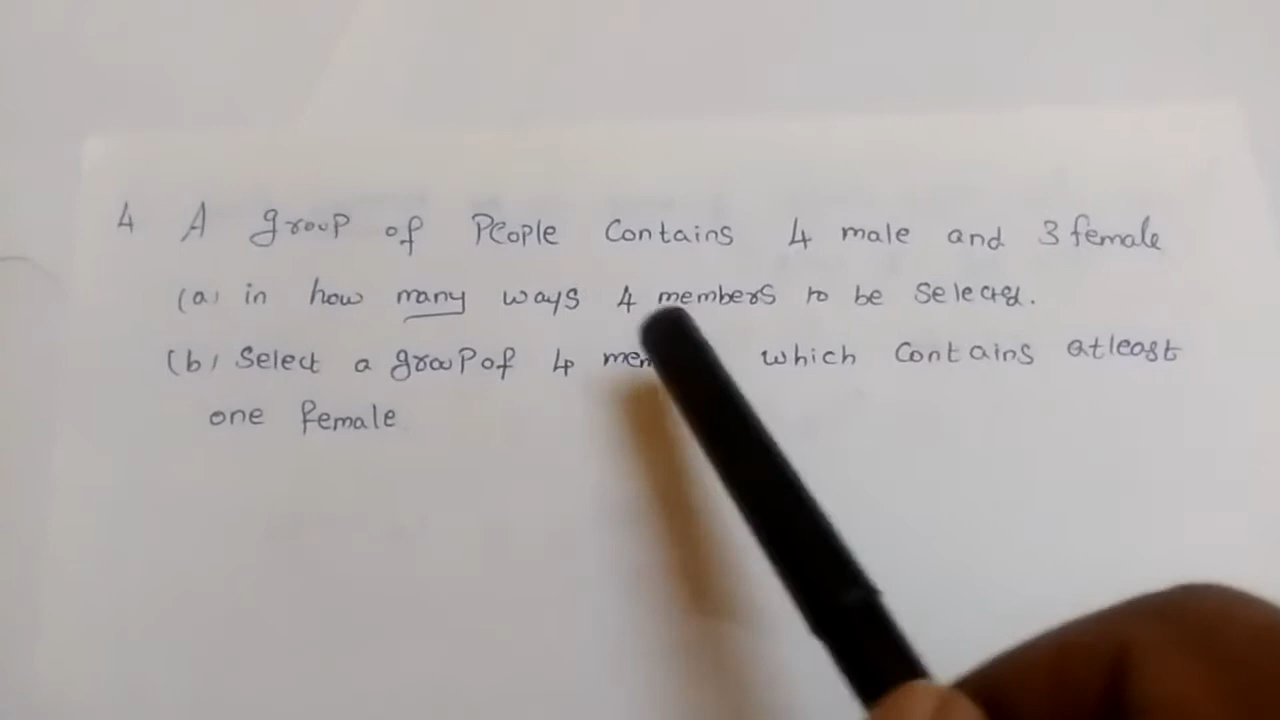 4 A group of People Contains 4 male and 3 female
(a) in how many ways 4 members to be selected.
(b) Select a group of 4 which contains atleast
one female